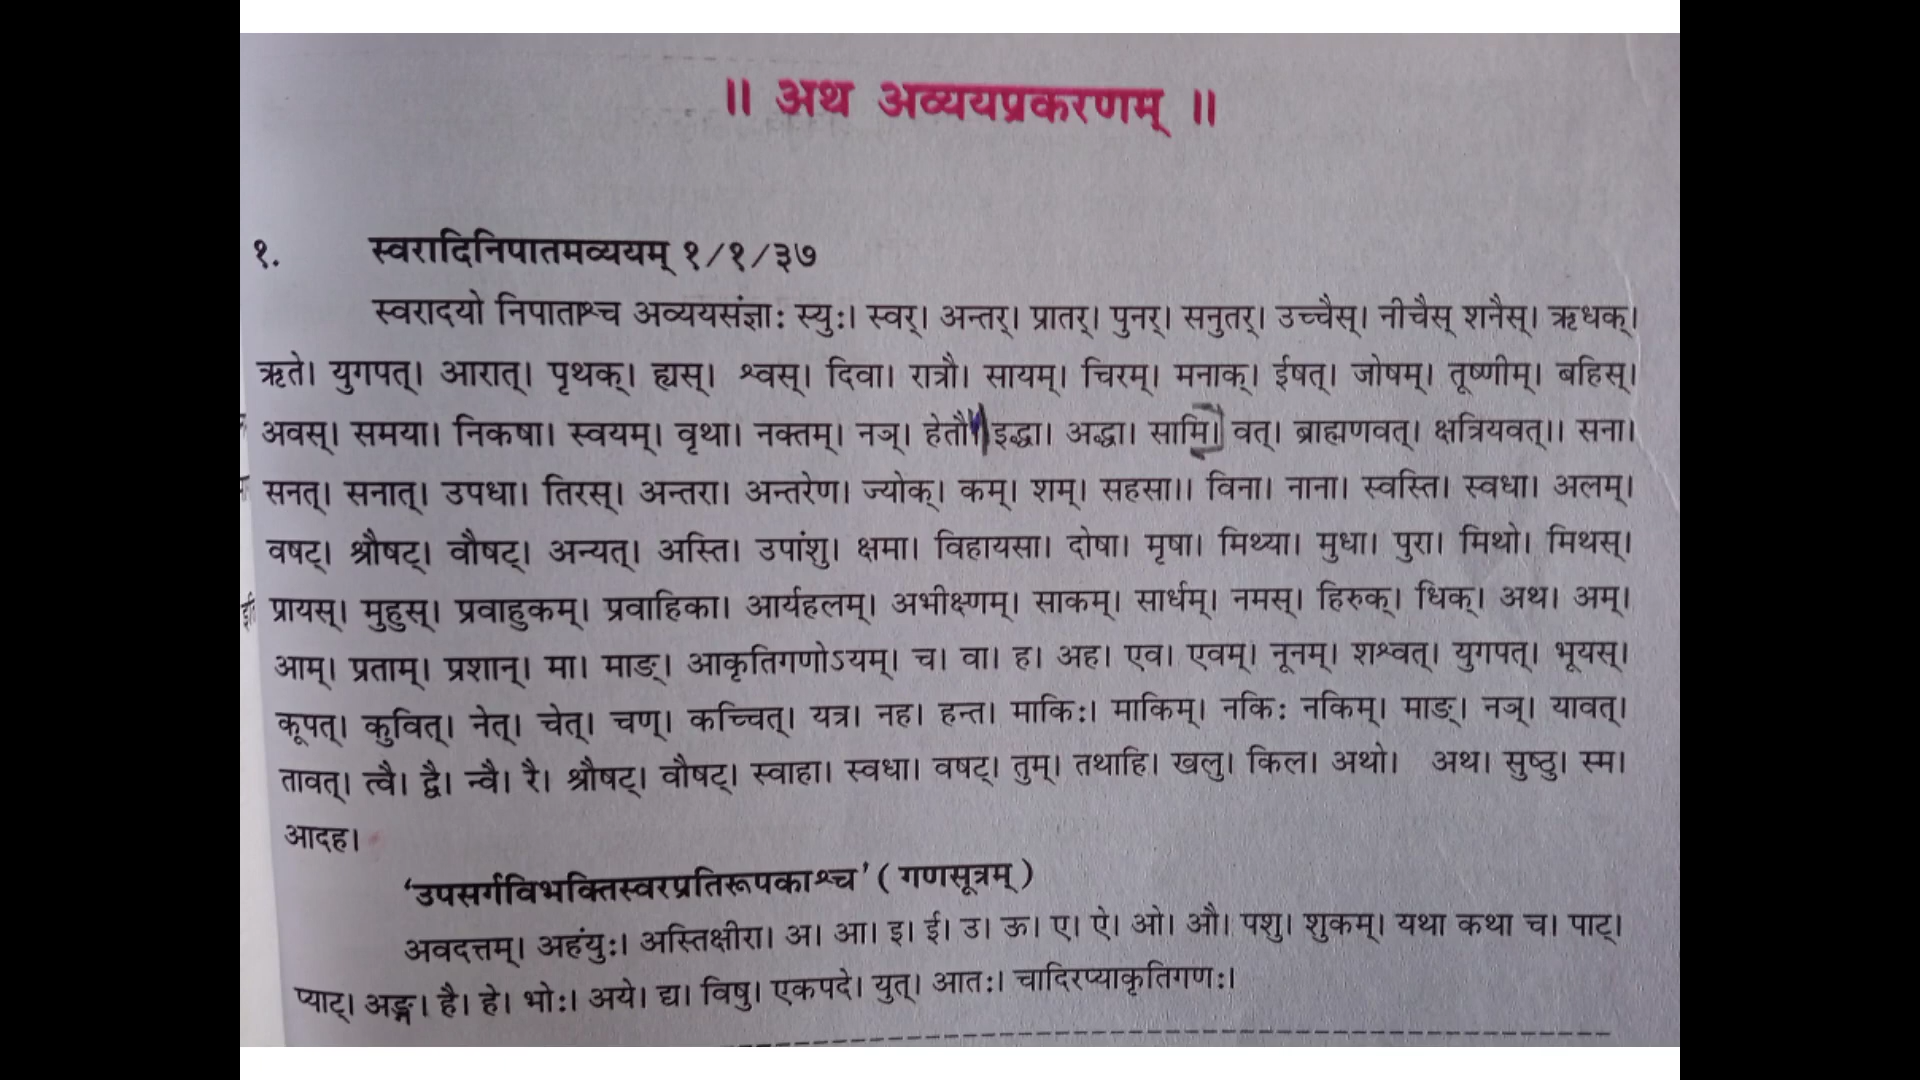 ॥ अथ अव्ययप्रकरणम् ॥
१. स्वरादिनिपातमव्ययम् १/१/३७
स्वरादयो निपाताश्च अव्ययसंज्ञाः स्युः। स्वर्। अन्तर्। प्रातर्। पुनर्। सनुतर्। उच्चैस्। नीचैस् शनैस्। ऋधक्।
ऋते। युगपत्। आरात्। पृथक्। ह्यस्। श्वस्। दिवा। रात्रौ। सायम्। चिरम्। मनाक्। ईषत्। जोषम्। तूष्णीम्। बहिस्।
अवस्। समया। निकषा। स्वयम्। वृथा। नक्तम्। नञ्। हेतौ। इद्धा। अद्धा। सामि। वत्। ब्राह्मणवत्। क्षत्रियवत्।। सना।
सनत्। सनात्। उपधा। तिरस्। अन्तरा। अन्तरेण। ज्योक्। कम्। शम्। सहसा।। विना। नाना। स्वस्ति। स्वधा। अलम्।
वषट्। श्रौषट्। वौषट्। अन्यत्। अस्ति। उपांशु। क्षमा। विहायसा। दोषा। मृषा। मिथ्या। मुधा। पुरा। मिथो। मिथस्।
प्रायस्। मुहुस्। प्रवाहुकम्। प्रवाहिका। आर्यहलम्। अभीक्ष्णम्। साकम्। सार्धम्। नमस्। हिरुक्। धिक्। अथ। अम्।
आम्। प्रताम्। प्रशान्। मा। माङ्। आकृतिगणोऽयम्। च। वा। ह। अह। एव। एवम्। नूनम्। शश्वत्। युगपत्। भूयस्।
कूपत्। कुवित्। नेत्। चेत्। चण्। कच्चित्। यत्र। नह। हन्त। माकिः। माकिम्। नकिः नकिम्। माङ्। नञ्। यावत्।
तावत्। त्वै। द्वै। न्वै। रै। श्रौषट्। वौषट्। स्वाहा। स्वधा। वषट्। तुम्। तथाहि। खलु। किल। अथो। अथ। सुष्ठु। स्म।
आदह।
‘उपसर्गविभक्तिस्वरप्रतिरूपकाश्च’ ( गणसूत्रम् )
अवदत्तम्। अहंयुः। अस्तिक्षीरा। अ। आ। इ। ई। उ। ऊ। ए। ऐ। ओ। औ। पशु। शुकम्। यथा कथा च। पाट्।
प्याट्। अङ्ग। है। हे। भोः। अये। द्य। विषु। एकपदे। युत्। आतः। चादिरप्याकृतिगणः।